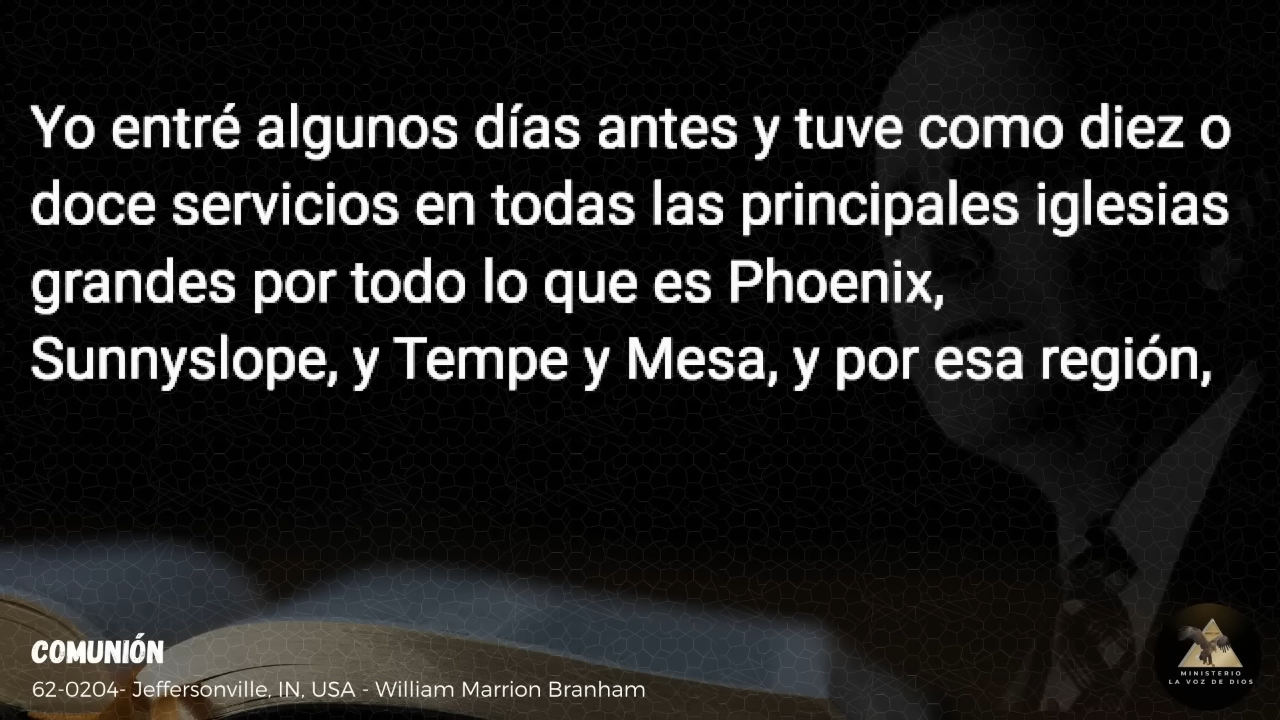 Yo entré algunos días antes y tuve como diez o
doce servicios en todas las principales iglesias
grandes por todo lo que es Phoenix,
Sunnyslope, y Tempe y Mesa, y por esa región,
COMUNIÓN
62-0204- Jeffersonville, IN, USA - William Marrion Branham
MINISTERIO
LA VOZ DE DIOS